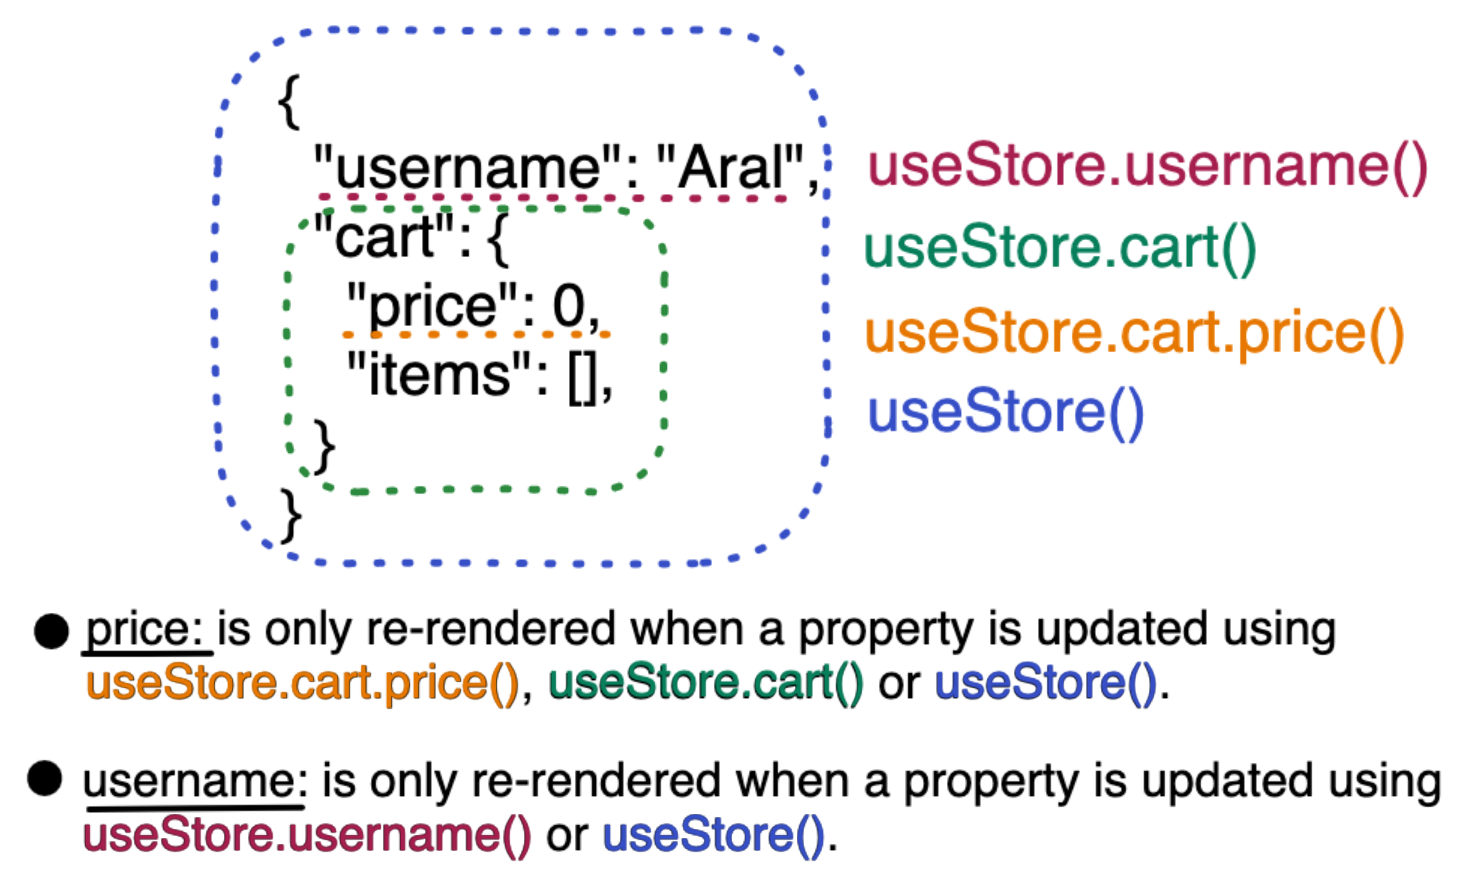 {
"username": "Aral",
"cart": {
"price": 0,
"items": [],
}
}
useStore.username()
useStore.cart()
useStore.cart.price()
useStore()
price: is only re-rendered when a property is updated using
useStore.cart.price(), useStore.cart() or useStore().
username: is only re-rendered when a property is updated using
useStore.username() or useStore().